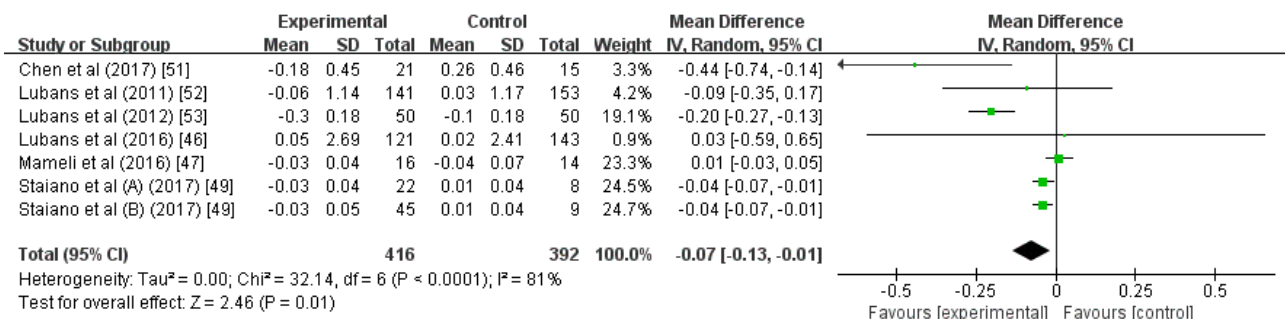 Experimental Control Mean Difference Mean Difference
Study or Subgroup Mean SD Total Mean SD Total Weight IV, Random, 95% CI IV, Random, 95% CI
Chen et al (2017) [51] -0.18 0.45 21 0.26 0.46 15 3.3% -0.44 [-0.74, -0.14]
Lubans et al (2011) [52] -0.06 1.14 141 0.03 1.17 153 4.2% -0.09 [-0.35, 0.17]
Lubans et al (2012) [53] -0.3 0.18 50 -0.1 0.18 50 19.1% -0.20 [-0.27, -0.13]
Lubans et al (2016) [46] 0.05 2.69 121 0.02 2.41 143 0.9% 0.03 [-0.59, 0.65]
Mameli et al (2016) [47] -0.03 0.04 16 -0.04 0.07 14 23.3% 0.01 [-0.03, 0.05]
Staiano et al (A) (2017) [49] -0.03 0.04 22 0.01 0.04 8 24.5% -0.04 [-0.07, -0.01]
Staiano et al (B) (2017) [49] -0.03 0.05 45 0.01 0.04 9 24.7% -0.04 [-0.07, -0.01]
Total (95% CI) 416 392 100.0% -0.07 [-0.13, -0.01]
Heterogeneity: Tau² = 0.00; Chi² = 32.14, df = 6 (P < 0.0001); I² = 81%
Test for overall effect: Z = 2.46 (P = 0.01)
-0.5 -0.25 0 0.25 0.5
Favours [experimental] Favours [control]